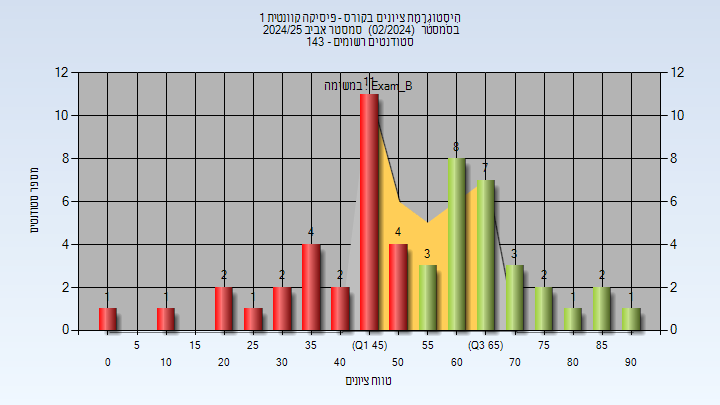 היסטוגרמת ציונים בקורס - פיסיקה קוונטית 1
בסמסטר (02/2024) סמסטר אביב 2024/25
סטודנטים רשומים - 143
במשימה: Exam_B
מספר סטודנטים
12 12
10 10
8 8
6 6
4 4
2 2
0 0
1 1 2 1 2 4 2 11 4 3 8 7 3 2 1 2 1
5 15 25 35 (Q1 45) 55 (Q3 65) 75 85
0 10 20 30 40 50 60 70 80 90
טווח ציונים